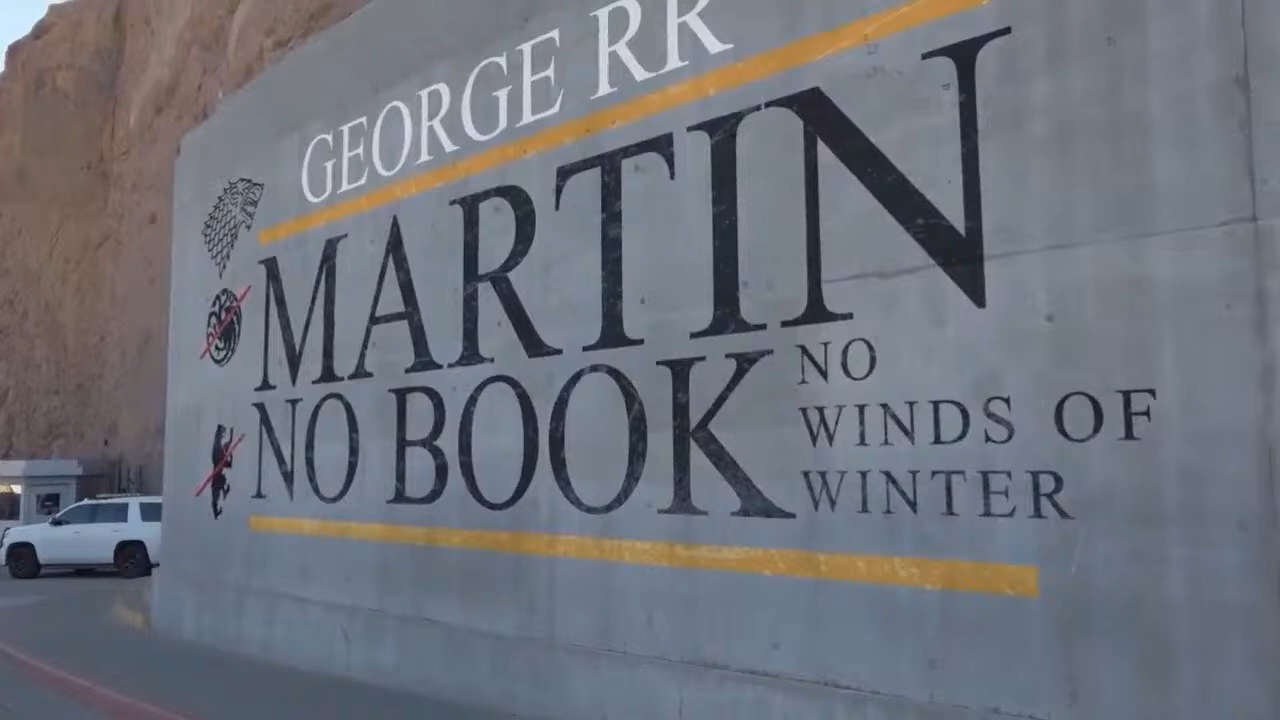 GEORGE RR
MARTIN
NO BOOK
NO
WINDS OF
WINTER